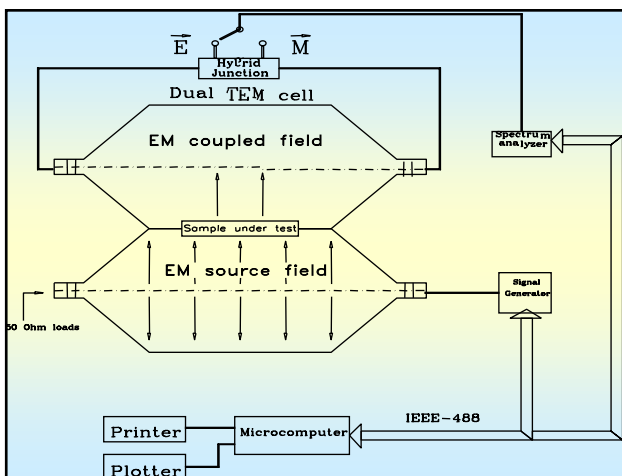 E M
Hybrid
Junction
Dual TEM cell
EM coupled field
Spectrum
analyzer
Sample under test
EM source field
Signal
Generator
50 Ohm loads
IEEE-488
Printer
Microcomputer
Plotter